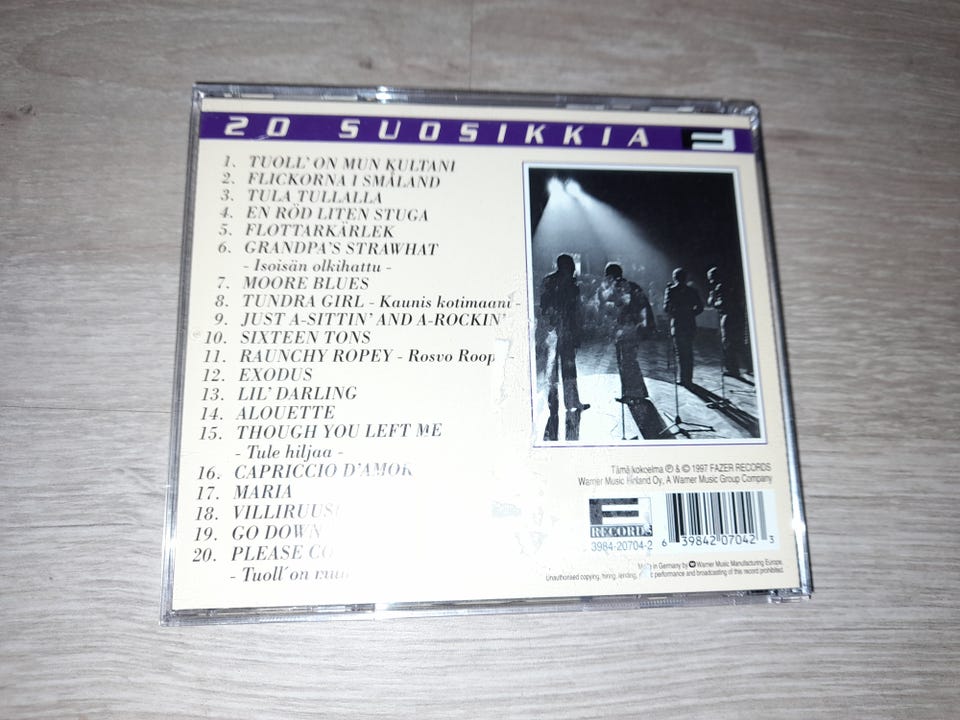 20 SUOSIKKIA
1. TUOLL' ON MUN KULTANI
2. FLICKORNA I SMÅLAND
3. TULA TULLALLA
4. EN RÖD LITEN STUGA
5. FLOTTARKÄRLEK
6. GRANDPA'S STRAWHAT
- Isoisän olkihattu -
7. MOORE BLUES
8. TUNDRA GIRL - Kaunis kotimaani -
9. JUST A-SITTIN' AND A-ROCKIN'
10. SIXTEEN TONS
11. RAUNCHY ROPEY - Rosvo Roop -
12. EXODUS
13. LIL' DARLING
14. ALOUETTE
15. THOUGH YOU LEFT ME
- Tule hiljaa -
16. CAPRICCIO D'AMOR
17. MARIA
18. VILLIRUUS
19. GO DOWN
20. PLEASE CO
- Tuoll' on
Tämä kokoelma ℗ & © 1997 FAZER RECORDS
Warner Music Finland Oy, A Warner Music Group Company
RECORDS
3984-20704-2
6 39842 07042 3
Made in Germany by Warner Music Manufacturing Europe.
Unauthorised copying, hiring, lending, performance and broadcasting of this record prohibited.